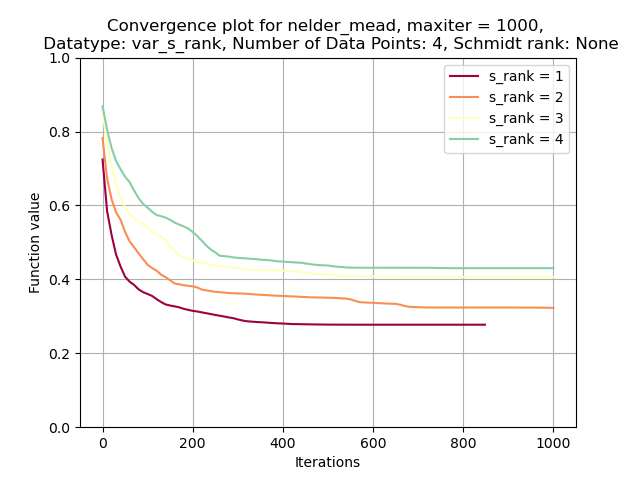 Convergence plot for nelder_mead, maxiter = 1000,
Datatype: var_s_rank, Number of Data Points: 4, Schmidt rank: None
1.0
0.8
0.6
0.4
0.2
0.0
Function value
s_rank = 1
s_rank = 2
s_rank = 3
s_rank = 4
0 200 400 600 800 1000
Iterations